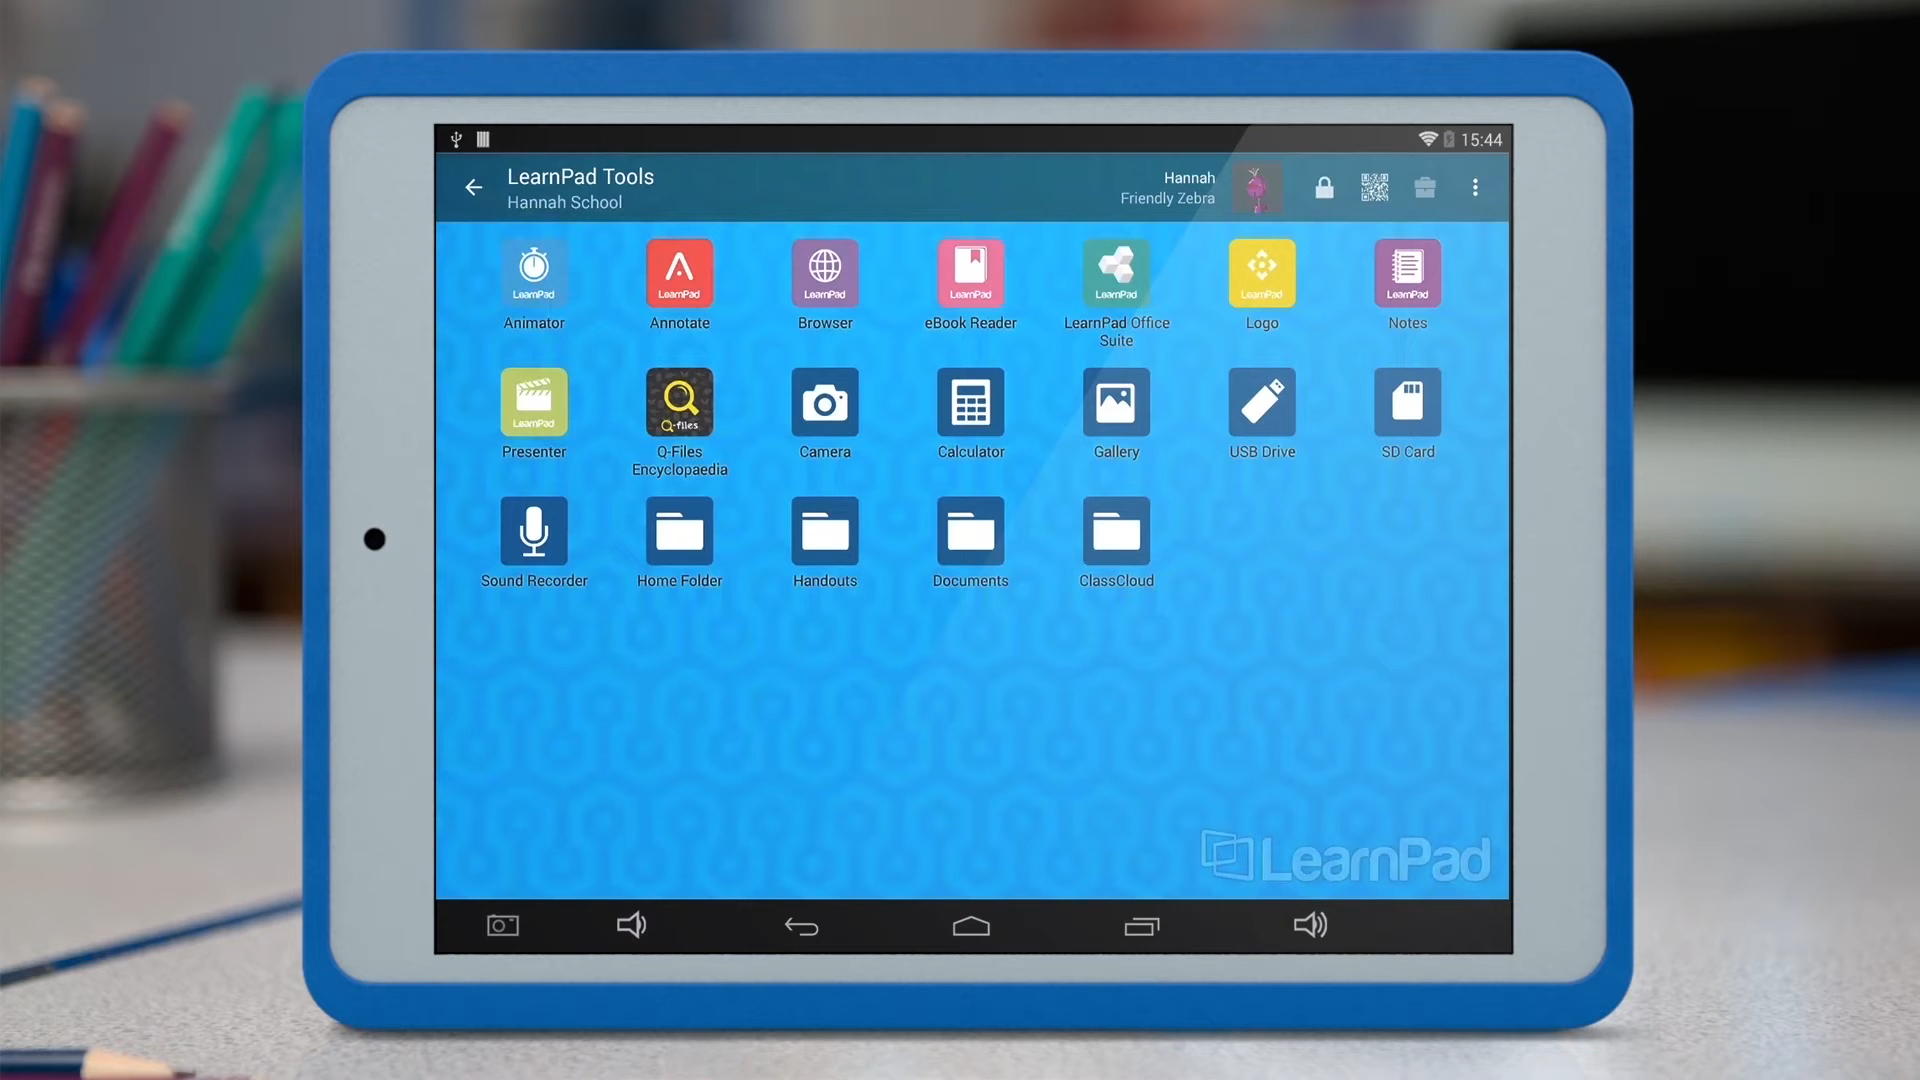 15:44
LearnPad Tools
Hannah School
Hannah
Friendly Zebra
LearnPad
LearnPad
LearnPad
LearnPad
LearnPad
LearnPad
LearnPad
Animator
Annotate
Browser
eBook Reader
LearnPad Office
Suite
Logo
Notes
LearnPad
Q-files
Presenter
Q-Files
Encyclopaedia
Camera
Calculator
Gallery
USB Drive
SD Card
Sound Recorder
Home Folder
Handouts
Documents
ClassCloud
LearnPad